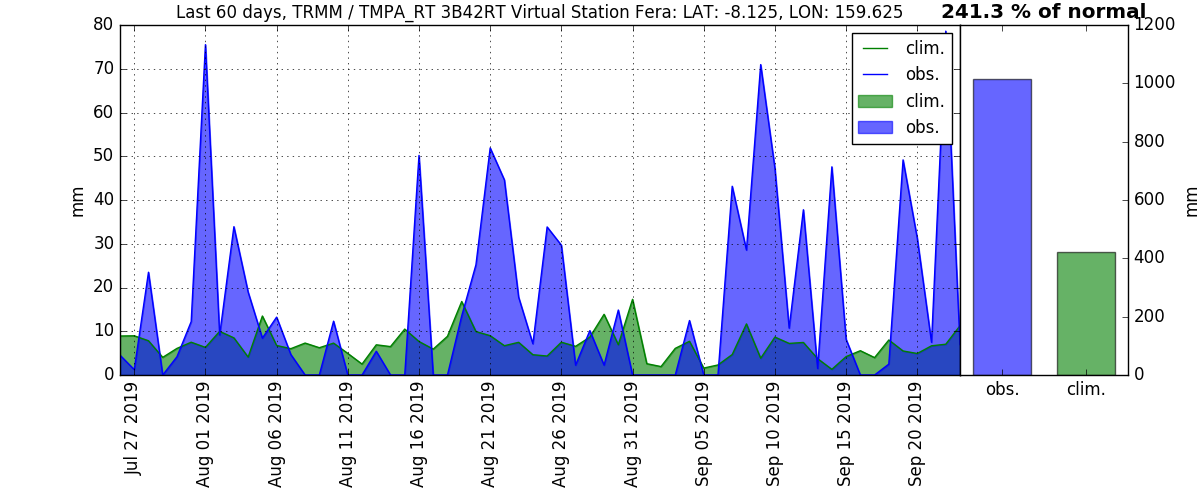 Last 60 days, TRMM / TMPA_RT 3B42RT Virtual Station Fera: LAT: -8.125, LON: 159.625
241.3 % of normal
mm
80
70
60
50
40
30
20
10
0
clim.
obs.
clim.
obs.
Jul 27 2019
Aug 01 2019
Aug 06 2019
Aug 11 2019
Aug 16 2019
Aug 21 2019
Aug 26 2019
Aug 31 2019
Sep 05 2019
Sep 10 2019
Sep 15 2019
Sep 20 2019
1200
1000
800
600
400
200
0
mm
obs.
clim.